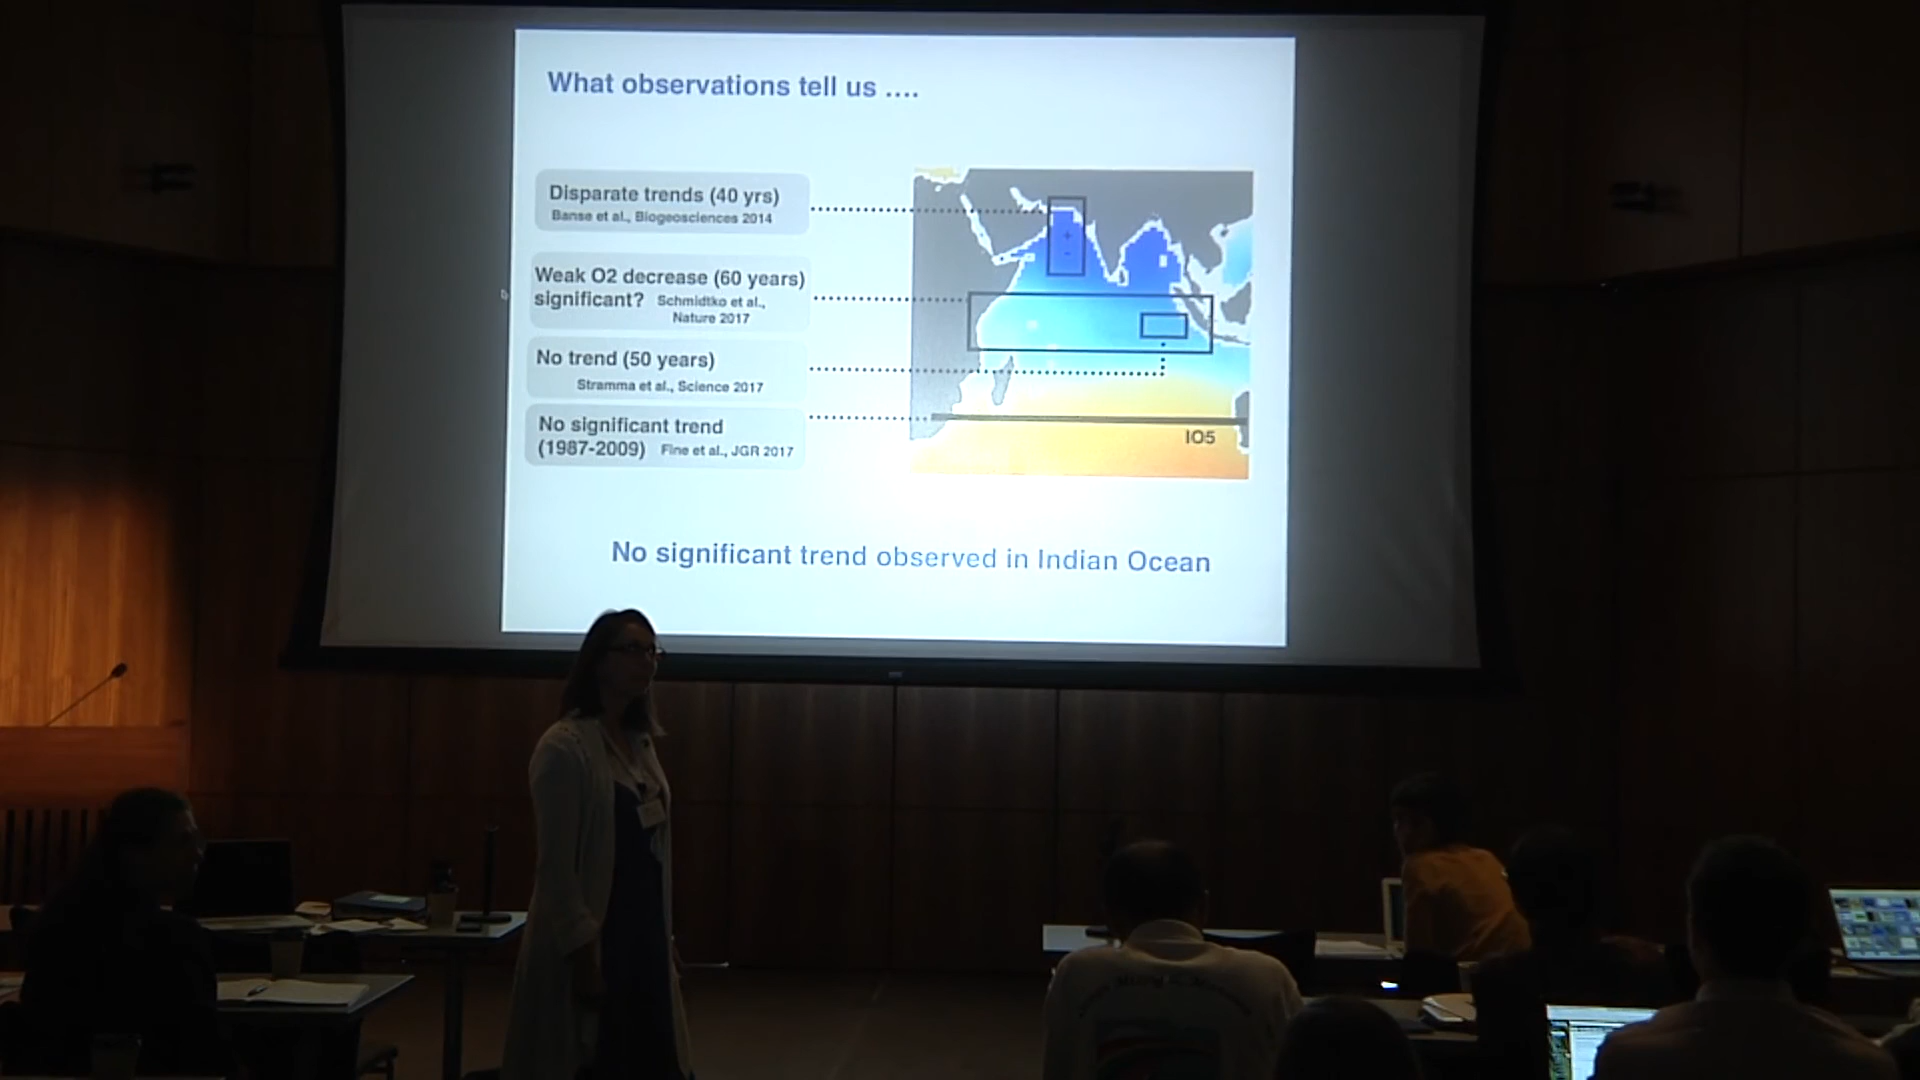 What observations tell us ....
Disparate trends (40 yrs)
Banse et al., Biogeosciences 2014
Weak O2 decrease (60 years)
significant? Schmidtko et al.,
Nature 2017
No trend (50 years)
Stramma et al., Science 2017
No significant trend
(1987-2009) Fine et al., JGR 2017
+
-
IO5
No significant trend observed in Indian Ocean